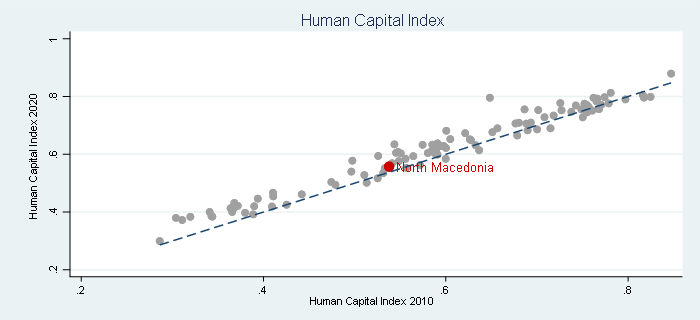 Human Capital Index
Human Capital Index 2020
1
.8
.6
.4
.2
North Macedonia
.2
.4
.6
.8
Human Capital Index 2010